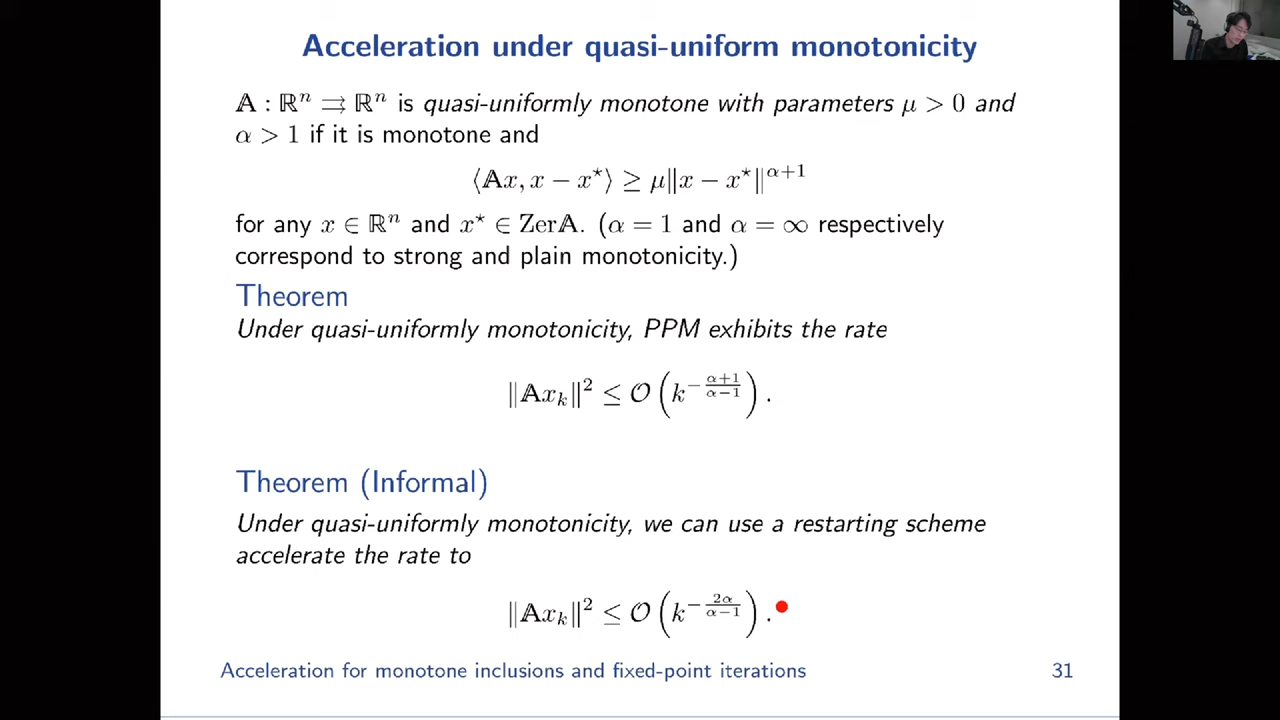 Acceleration under quasi-uniform monotonicity
𝔸 : ℝⁿ ⇉ ℝⁿ is quasi-uniformly monotone with parameters μ > 0 and
α > 1 if it is monotone and
⟨𝔸x, x − x⋆⟩ ≥ μ‖x − x⋆‖^{α+1}
for any x ∈ ℝⁿ and x⋆ ∈ Zer𝔸. (α = 1 and α = ∞ respectively
correspond to strong and plain monotonicity.)
Theorem
Under quasi-uniformly monotonicity, PPM exhibits the rate
‖𝔸x_k‖² ≤ 𝒪(k^{−\frac{α+1}{α−1}}).
Theorem (Informal)
Under quasi-uniformly monotonicity, we can use a restarting scheme
accelerate the rate to
‖𝔸x_k‖² ≤ 𝒪(k^{−\frac{2α}{α−1}}).
Acceleration for monotone inclusions and fixed-point iterations 31